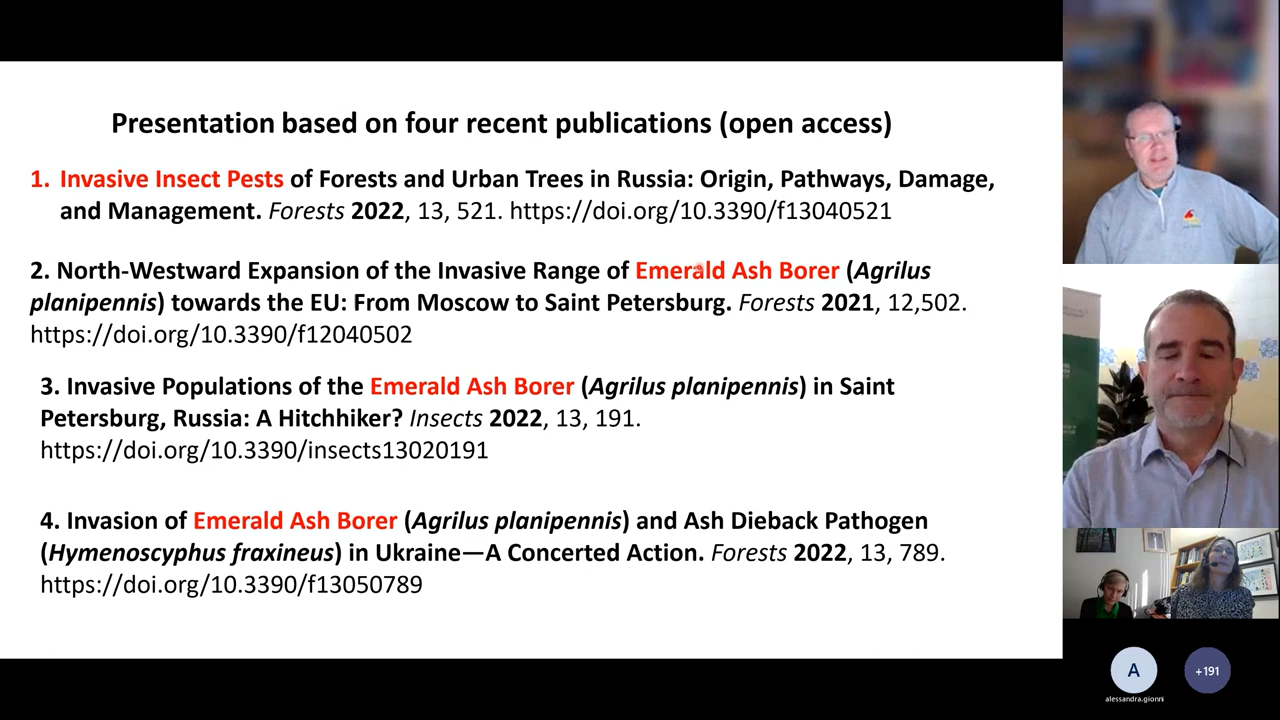 Presentation based on four recent publications (open access)
1. Invasive Insect Pests of Forests and Urban Trees in Russia: Origin, Pathways, Damage,
and Management. Forests 2022, 13, 521. https://doi.org/10.3390/f13040521
2. North-Westward Expansion of the Invasive Range of Emerald Ash Borer (Agrilus
planipennis) towards the EU: From Moscow to Saint Petersburg. Forests 2021, 12,502.
https://doi.org/10.3390/f12040502
3. Invasive Populations of the Emerald Ash Borer (Agrilus planipennis) in Saint
Petersburg, Russia: A Hitchhiker? Insects 2022, 13, 191.
https://doi.org/10.3390/insects13020191
4. Invasion of Emerald Ash Borer (Agrilus planipennis) and Ash Dieback Pathogen
(Hymenoscyphus fraxineus) in Ukraine—A Concerted Action. Forests 2022, 13, 789.
https://doi.org/10.3390/f13050789
A
+191
alessandra.gionni